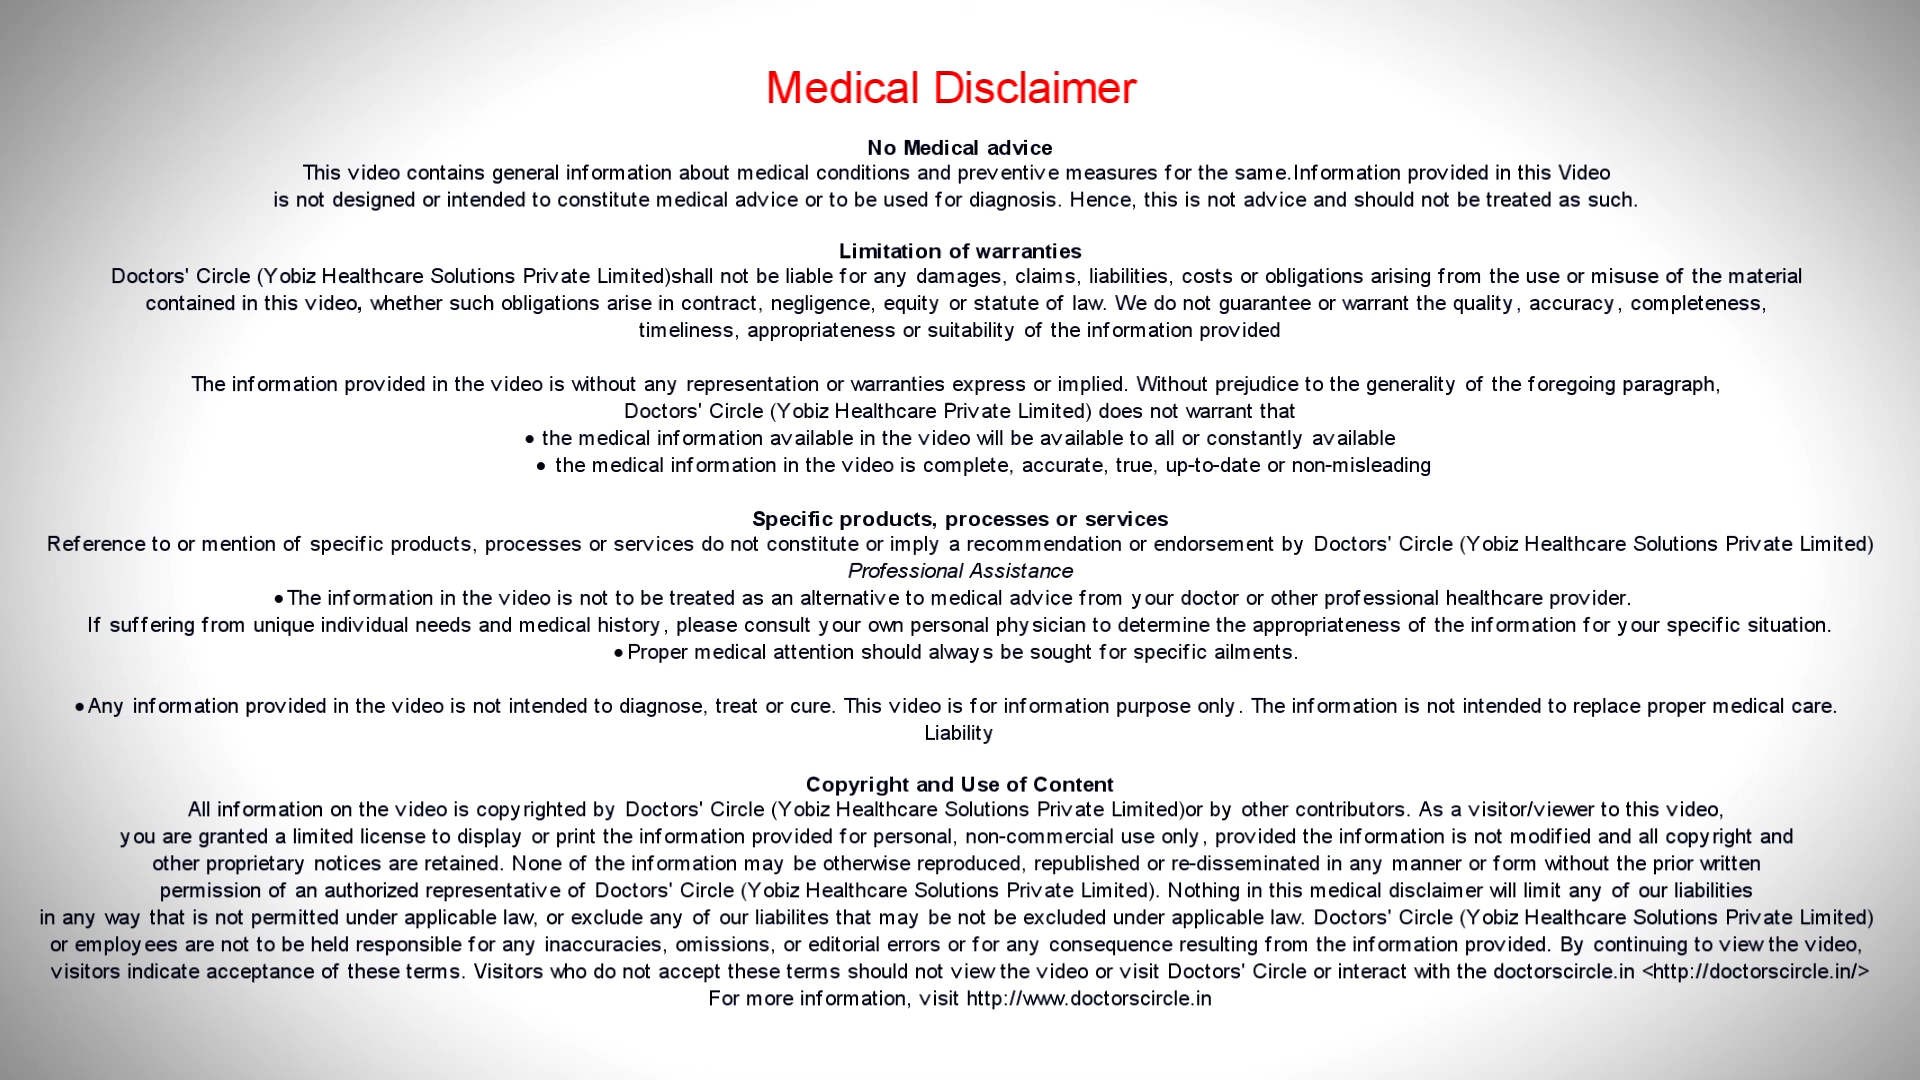 Medical Disclaimer
No Medical advice
This video contains general information about medical conditions and preventive measures for the same.Information provided in this Video
is not designed or intended to constitute medical advice or to be used for diagnosis. Hence, this is not advice and should not be treated as such.
Limitation of warranties
Doctors' Circle (Yobiz Healthcare Solutions Private Limited)shall not be liable for any damages, claims, liabilities, costs or obligations arising from the use or misuse of the material
contained in this video, whether such obligations arise in contract, negligence, equity or statute of law. We do not guarantee or warrant the quality, accuracy, completeness,
timeliness, appropriateness or suitability of the information provided
The information provided in the video is without any representation or warranties express or implied. Without prejudice to the generality of the foregoing paragraph,
Doctors' Circle (Yobiz Healthcare Private Limited) does not warrant that
• the medical information available in the video will be available to all or constantly available
• the medical information in the video is complete, accurate, true, up-to-date or non-misleading
Specific products, processes or services
Reference to or mention of specific products, processes or services do not constitute or imply a recommendation or endorsement by Doctors' Circle (Yobiz Healthcare Solutions Private Limited)
Professional Assistance
•The information in the video is not to be treated as an alternative to medical advice from your doctor or other professional healthcare provider.
If suffering from unique individual needs and medical history, please consult your own personal physician to determine the appropriateness of the information for your specific situation.
•Proper medical attention should always be sought for specific ailments.
•Any information provided in the video is not intended to diagnose, treat or cure. This video is for information purpose only. The information is not intended to replace proper medical care.
Liability
Copyright and Use of Content
All information on the video is copyrighted by Doctors' Circle (Yobiz Healthcare Solutions Private Limited)or by other contributors. As a visitor/viewer to this video,
you are granted a limited license to display or print the information provided for personal, non-commercial use only, provided the information is not modified and all copyright and
other proprietary notices are retained. None of the information may be otherwise reproduced, republished or re-disseminated in any manner or form without the prior written
permission of an authorized representative of Doctors' Circle (Yobiz Healthcare Solutions Private Limited). Nothing in this medical disclaimer will limit any of our liabilities
in any way that is not permitted under applicable law, or exclude any of our liabilites that may be not be excluded under applicable law. Doctors' Circle (Yobiz Healthcare Solutions Private Limited)
or employees are not to be held responsible for any inaccuracies, omissions, or editorial errors or for any consequence resulting from the information provided. By continuing to view the video,
visitors indicate acceptance of these terms. Visitors who do not accept these terms should not view the video or visit Doctors' Circle or interact with the doctorscircle.in <http://doctorscircle.in/>
For more information, visit http://www.doctorscircle.in